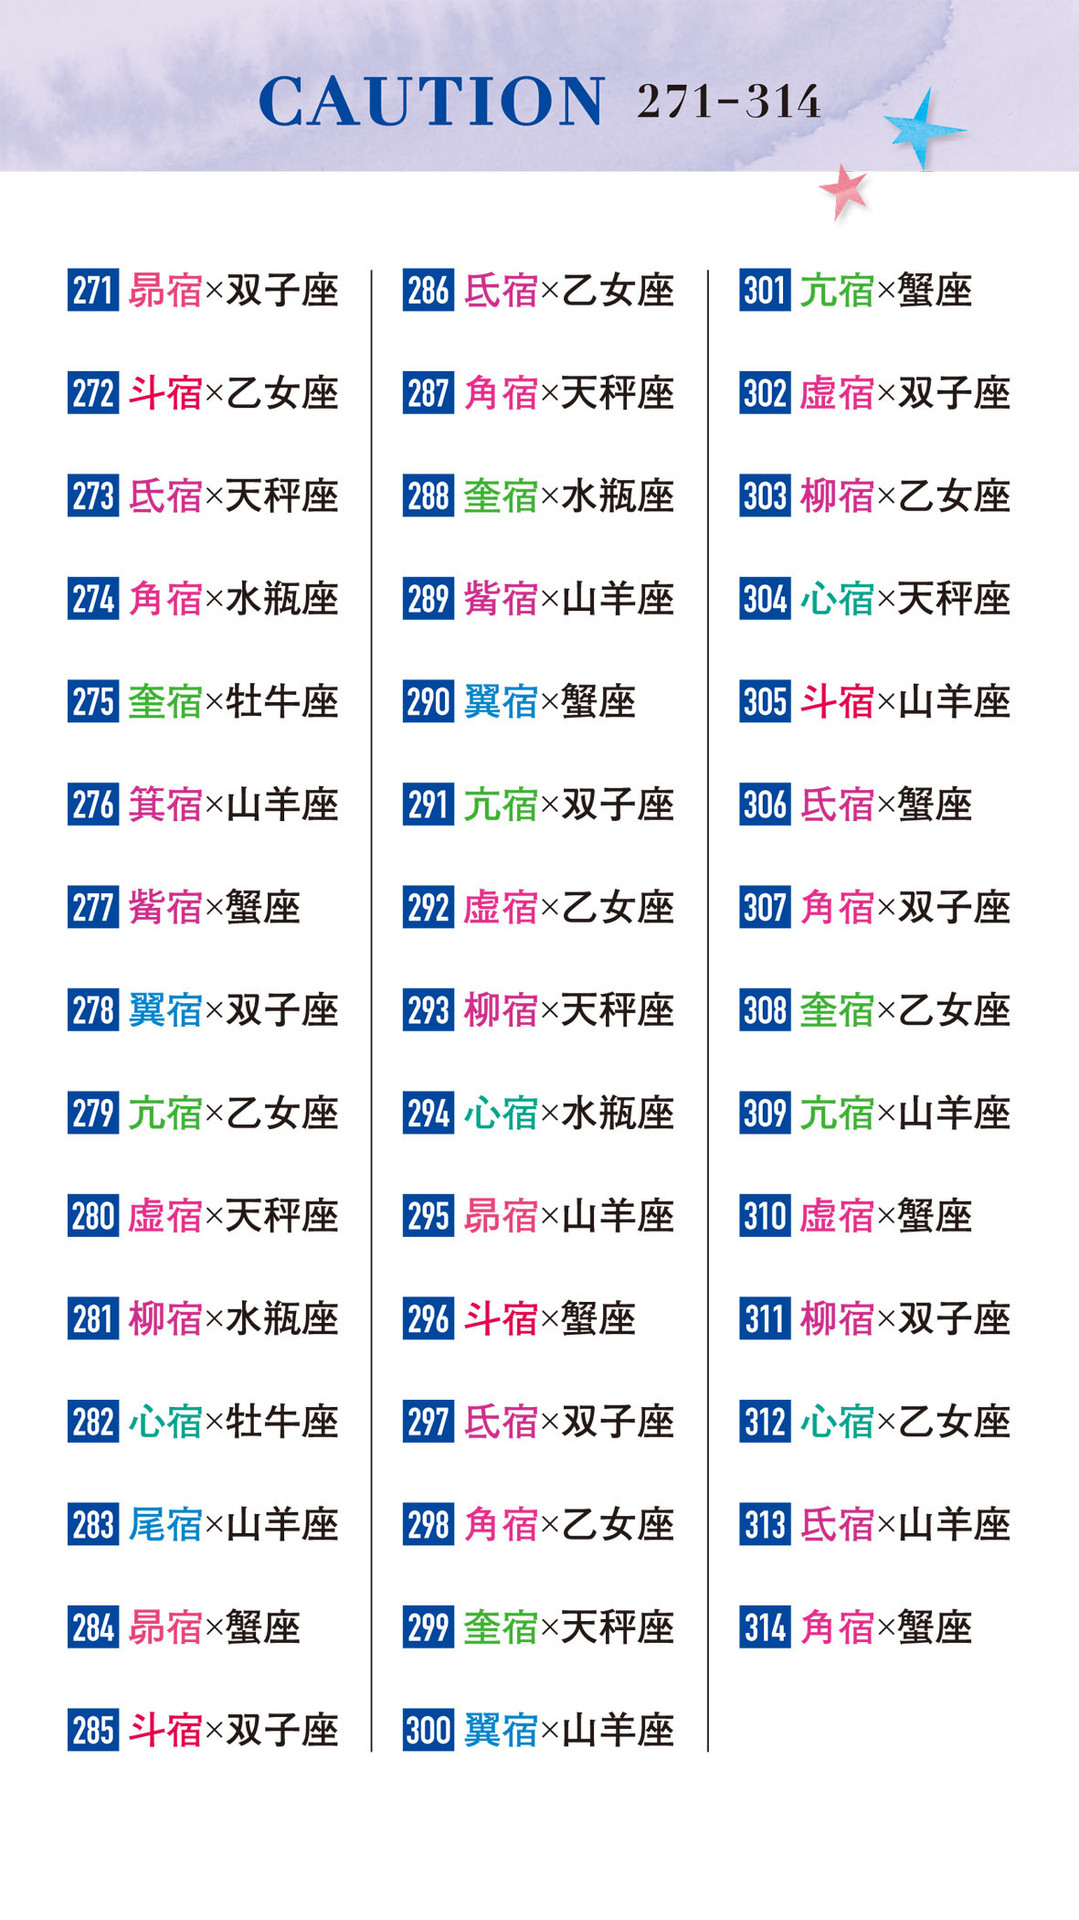 CAUTION 271-314
271 昴宿×双子座
272 斗宿×乙女座
273 氐宿×天秤座
274 角宿×水瓶座
275 奎宿×牡牛座
276 箕宿×山羊座
277 觜宿×蟹座
278 翼宿×双子座
279 亢宿×乙女座
280 虚宿×天秤座
281 柳宿×水瓶座
282 心宿×牡牛座
283 尾宿×山羊座
284 昴宿×蟹座
285 斗宿×双子座
286 氐宿×乙女座
287 角宿×天秤座
288 奎宿×水瓶座
289 觜宿×山羊座
290 翼宿×蟹座
291 亢宿×双子座
292 虚宿×乙女座
293 柳宿×天秤座
294 心宿×水瓶座
295 昴宿×山羊座
296 斗宿×蟹座
297 氐宿×双子座
298 角宿×乙女座
299 奎宿×天秤座
300 翼宿×山羊座
301 亢宿×蟹座
302 虚宿×双子座
303 柳宿×乙女座
304 心宿×天秤座
305 斗宿×山羊座
306 氐宿×蟹座
307 角宿×双子座
308 奎宿×乙女座
309 亢宿×山羊座
310 虚宿×蟹座
311 柳宿×双子座
312 心宿×乙女座
313 氐宿×山羊座
314 角宿×蟹座